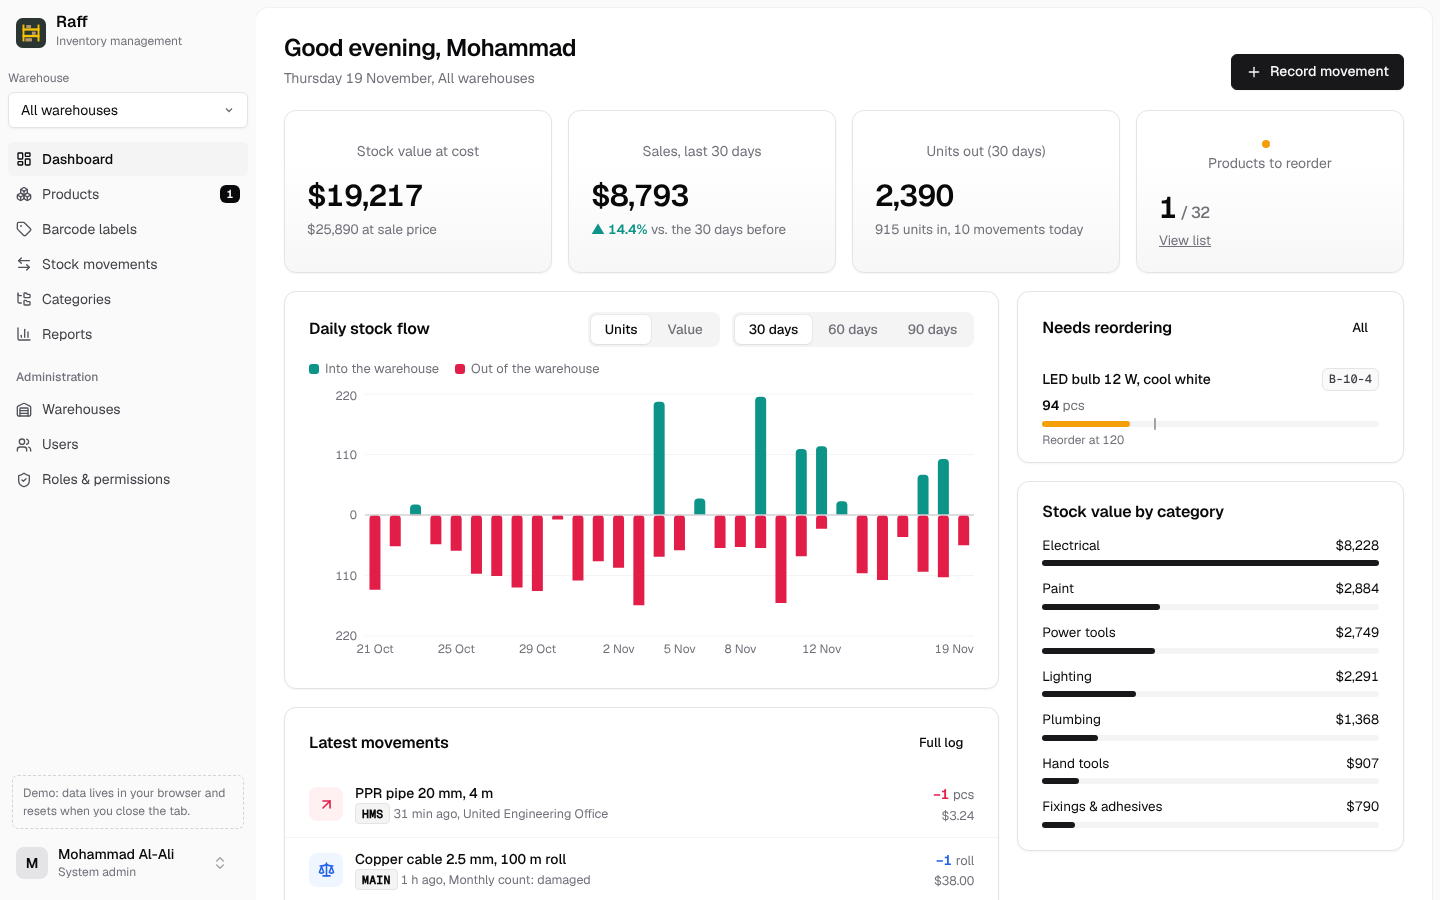 Raff
Inventory management
Warehouse
All warehouses
Dashboard
Products 1
Barcode labels
Stock movements
Categories
Reports
Administration
Warehouses
Users
Roles & permissions
Demo: data lives in your browser and
resets when you close the tab.
M
Mohammad Al-Ali
System admin
Good evening, Mohammad
Thursday 19 November, All warehouses
+ Record movement
Stock value at cost
$19,217
$25,890 at sale price
Sales, last 30 days
$8,793
▲ 14.4% vs. the 30 days before
Units out (30 days)
2,390
915 units in, 10 movements today
Products to reorder
1 / 32
View list
Daily stock flow
Units Value
30 days 60 days 90 days
Into the warehouse Out of the warehouse
220
110
0
110
220
21 Oct 25 Oct 29 Oct 2 Nov 5 Nov 8 Nov 12 Nov 19 Nov
Needs reordering All
LED bulb 12 W, cool white B-10-4
94 pcs
Reorder at 120
Stock value by category
Electrical $8,228
Paint $2,884
Power tools $2,749
Lighting $2,291
Plumbing $1,368
Hand tools $907
Fixings & adhesives $790
Latest movements Full log
PPR pipe 20 mm, 4 m −1 pcs
HMS 31 min ago, United Engineering Office $3.24
Copper cable 2.5 mm, 100 m roll −1 roll
MAIN 1 h ago, Monthly count: damaged $38.00